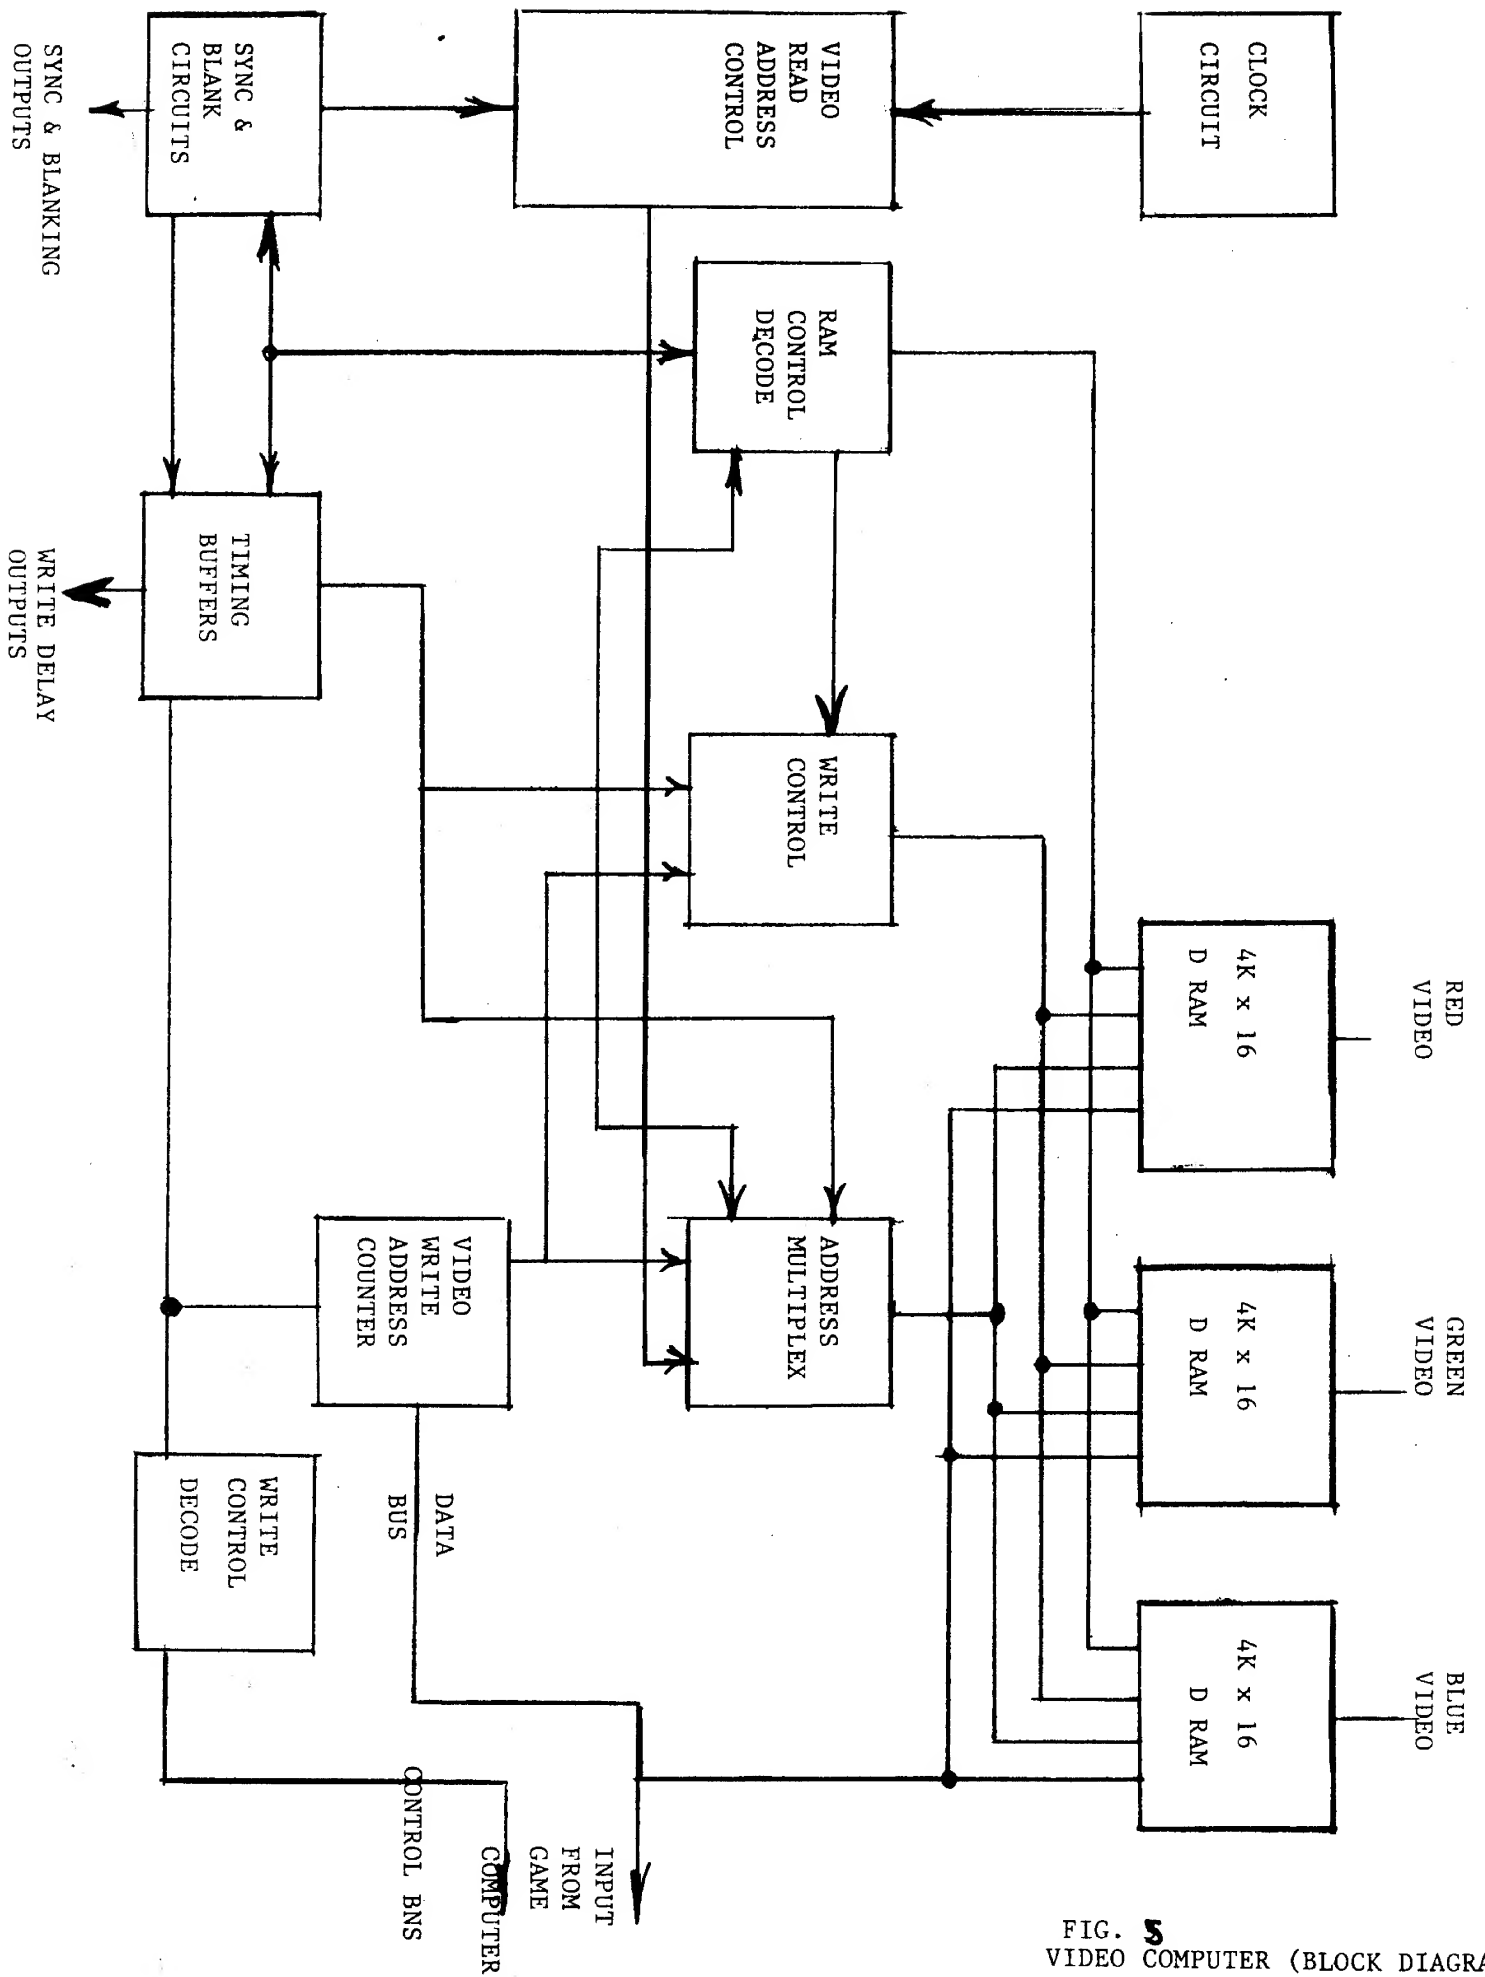 CLOCK
CIRCUIT
VIDEO
READ
ADDRESS
CONTROL
SYNC &
BLANK
CIRCUITS
SYNC & BLANKING
OUTPUTS
RAM
CONTROL
DECODE
TIMING
BUFFERS
WRITE DELAY
OUTPUTS
WRITE
CONTROL
RED
VIDEO
4K x 16
D RAM
GREEN
VIDEO
4K x 16
D RAM
BLUE
VIDEO
4K x 16
D RAM
ADDRESS
MULTIPLEX
VIDEO
WRITE
ADDRESS
COUNTER
WRITE
CONTROL
DECODE
DATA
BUS
INPUT
FROM
GAME
COMPUTER
CONTROL BNS
FIG. 5
VIDEO COMPUTER (BLOCK DIAGRA